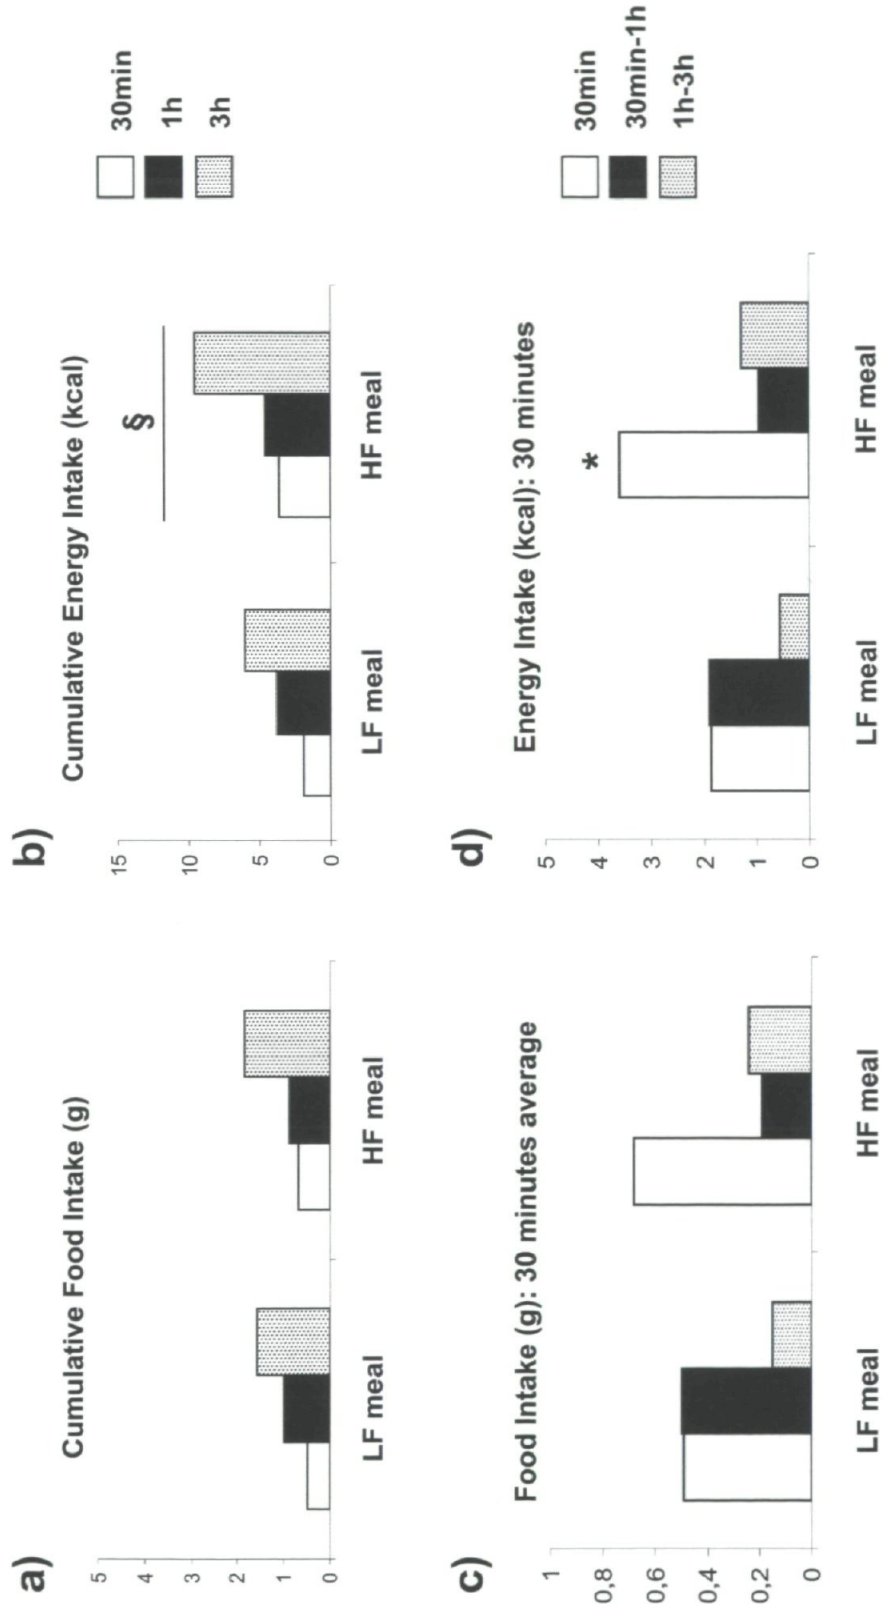 a)
Cumulative Food Intake (g)
5
4
3
2
1
0
LF meal
HF meal
b)
Cumulative Energy Intake (kcal)
15
10
5
0
§
LF meal
HF meal
30min
1h
3h
c)
Food Intake (g): 30 minutes average
1
0,8
0,6
0,4
0,2
0
LF meal
HF meal
d)
Energy Intake (kcal): 30 minutes
5
4
3
2
1
0
*
LF meal
HF meal
30min
30min-1h
1h-3h